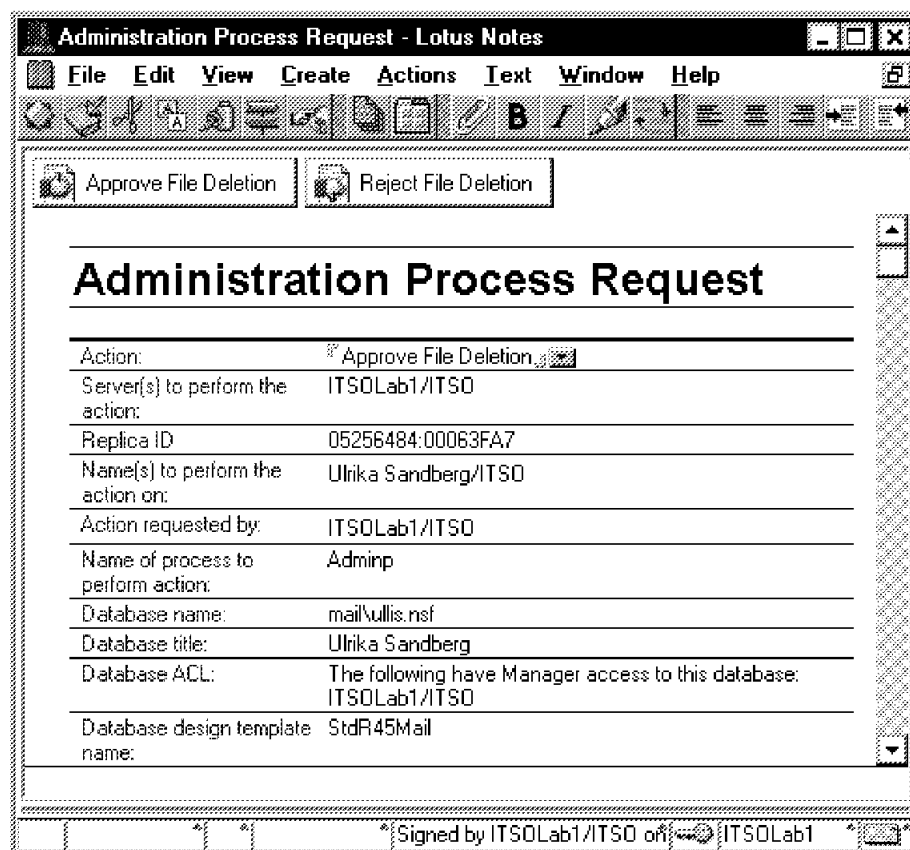 Administration Process Request - Lotus Notes
File Edit View Create Actions Text Window Help
Approve File Deletion Reject File Deletion
Administration Process Request
Action: Approve File Deletion
Server(s) to perform the action: ITSOLab1/ITSO
Replica ID 05256484:00063FA7
Name(s) to perform the action on: Ulrika Sandberg/ITSO
Action requested by: ITSOLab1/ITSO
Name of process to perform action: Adminp
Database name: mail\ullis.nsf
Database title: Ulrika Sandberg
Database ACL: The following have Manager access to this database:
ITSOLab1/ITSO
Database design template name: StdR45Mail
Signed by ITSOLab1/ITSO on ITSOLab1